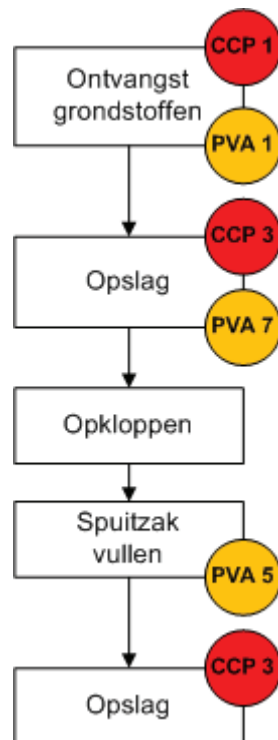 CCP 1
Ontvangst
grondstoffen
PVA 1
CCP 3
Opslag
PVA 7
Opkloppen
Spuitzak
vullen
PVA 5
CCP 3
Opslag